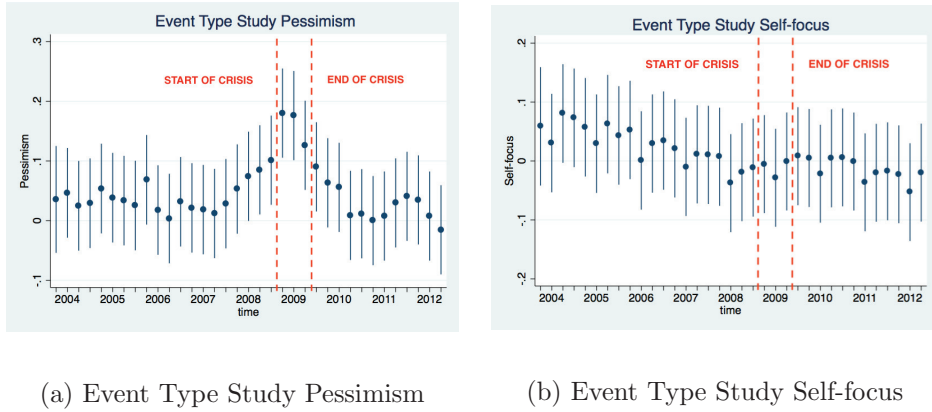 Event Type Study Pessimism
.3
.2
.1
0
-.1
Pessimism
START OF CRISIS
END OF CRISIS
2004 2005 2006 2007 2008 2009 2010 2011 2012
time
(a) Event Type Study Pessimism
Event Type Study Self-focus
.2
.1
0
-.1
-.2
Self-focus
START OF CRISIS
END OF CRISIS
2004 2005 2006 2007 2008 2009 2010 2011 2012
time
(b) Event Type Study Self-focus